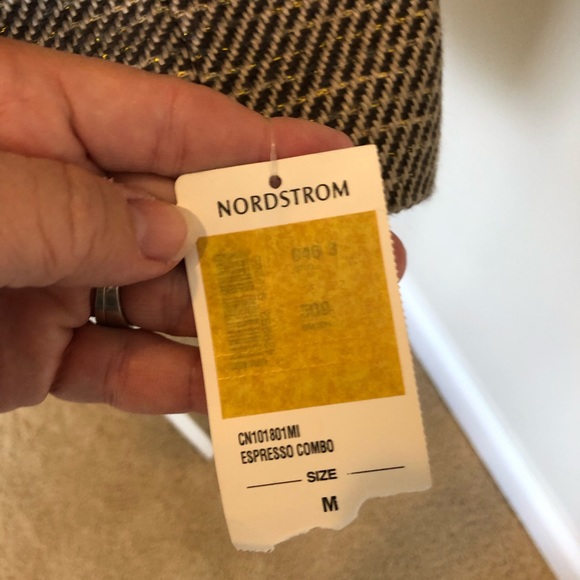 NORDSTROM
CN101801MI
ESPRESSO COMBO
SIZE
M